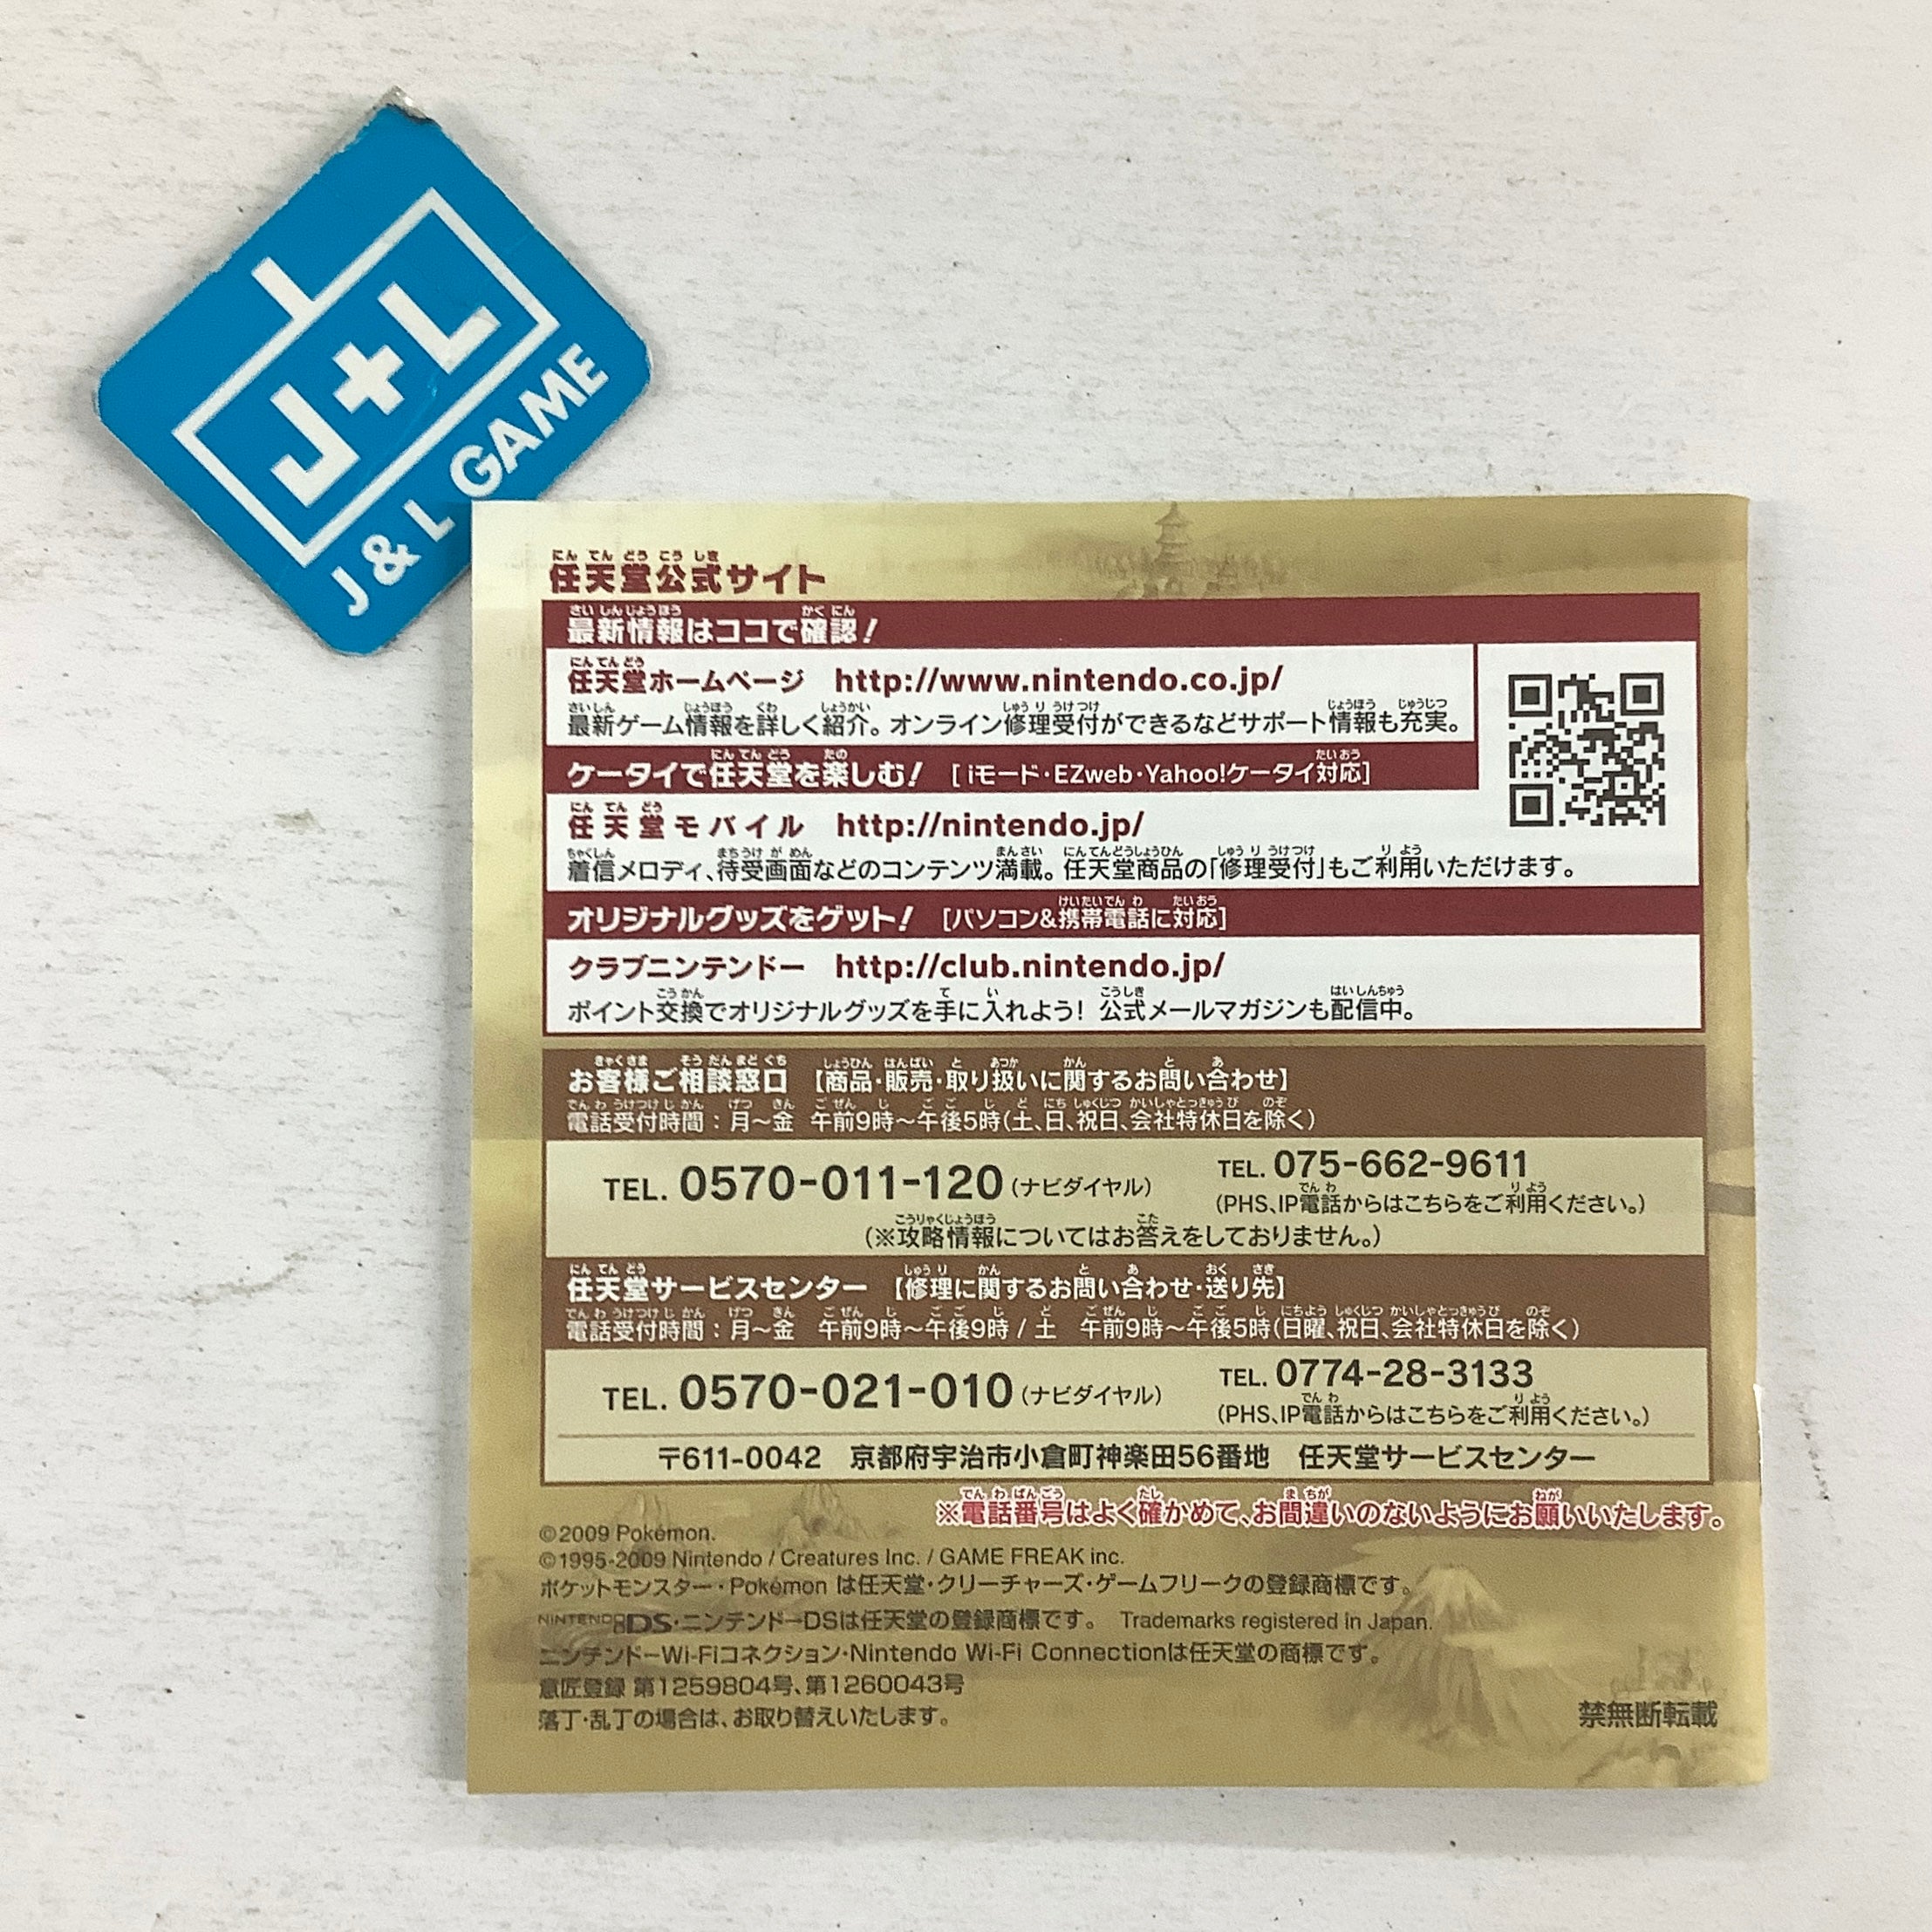 J+L
J & L GAME
任天堂公式サイト
最新情報はココで確認!
任天堂ホームページ http://www.nintendo.co.jp/
最新ゲーム情報を詳しく紹介。オンライン修理受付ができるなどサポート情報も充実。
ケータイで任天堂を楽しむ! [iモード・EZweb・Yahoo!ケータイ対応]
任天堂モバイル http://nintendo.jp/
着信メロディ、待受画面などのコンテンツ満載。任天堂商品の「修理受付」もご利用いただけます。
オリジナルグッズをゲット! [パソコン&携帯電話に対応]
クラブニンテンドー http://club.nintendo.jp/
ポイント交換でオリジナルグッズを手に入れよう! 公式メールマガジンも配信中。
お客様ご相談窓口 【商品・販売・取り扱いに関するお問い合わせ】
電話受付時間:月~金 午前9時~午後5時(土、日、祝日、会社特休日を除く)
TEL. 0570-011-120(ナビダイヤル) TEL. 075-662-9611
(PHS、IP電話からはこちらをご利用ください。)
(※攻略情報についてはお答えをしておりません。)
任天堂サービスセンター 【修理に関するお問い合わせ・送り先】
電話受付時間:月~金 午前9時~午後9時 / 土 午前9時~午後5時(日曜、祝日、会社特休日を除く)
TEL. 0570-021-010(ナビダイヤル) TEL. 0774-28-3133
(PHS、IP電話からはこちらをご利用ください。)
〒611-0042 京都府宇治市小倉町神楽田56番地 任天堂サービスセンター
※電話番号はよく確かめて、お間違いのないようにお願いいたします。
©2009 Pokémon.
©1995-2009 Nintendo / Creatures Inc. / GAME FREAK inc.
ポケットモンスター・Pokémon は任天堂・クリーチャーズ・ゲームフリークの登録商標です。
NINTENDO DS・ニンテンドーDSは任天堂の登録商標です。 Trademarks registered in Japan.
ニンテンドーWi-Fiコネクション・Nintendo Wi-Fi Connectionは任天堂の商標です。
意匠登録 第1259804号、第1260043号
落丁・乱丁の場合は、お取り替えいたします。
禁無断転載